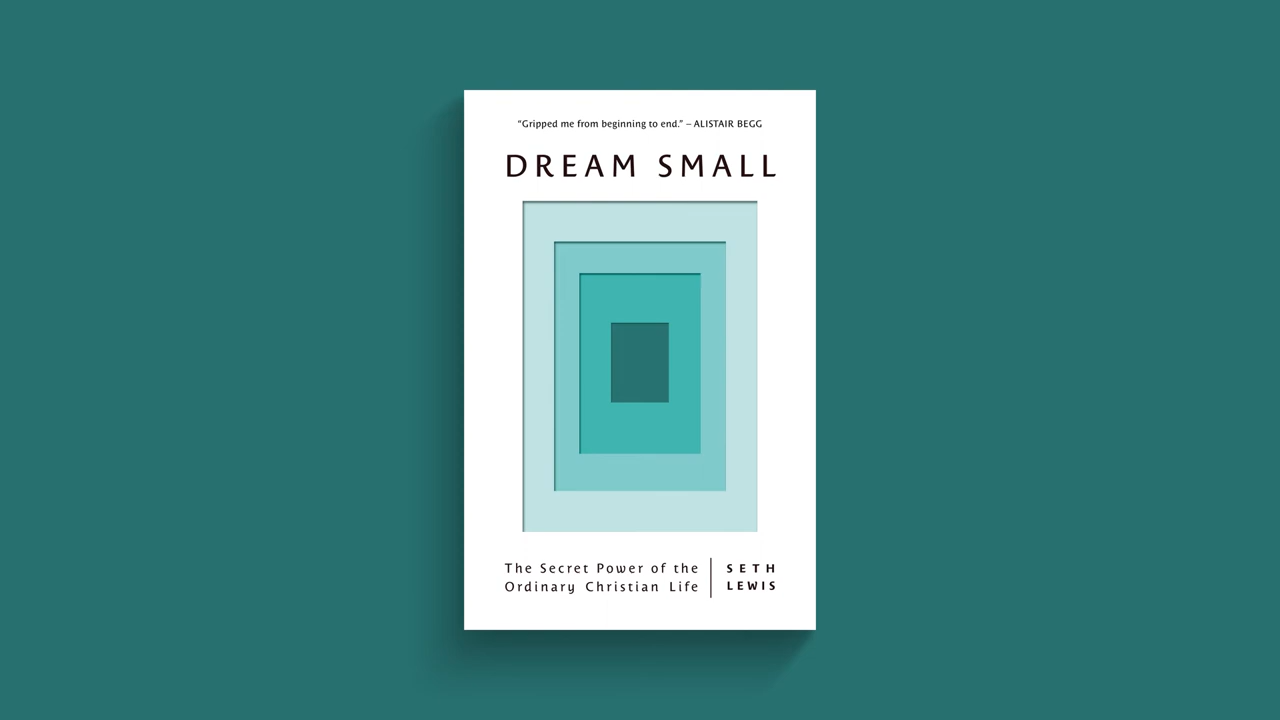 “Gripped me from beginning to end.” – ALISTAIR BEGG
DREAM SMALL
The Secret Power of the
Ordinary Christian Life
SETH
LEWIS